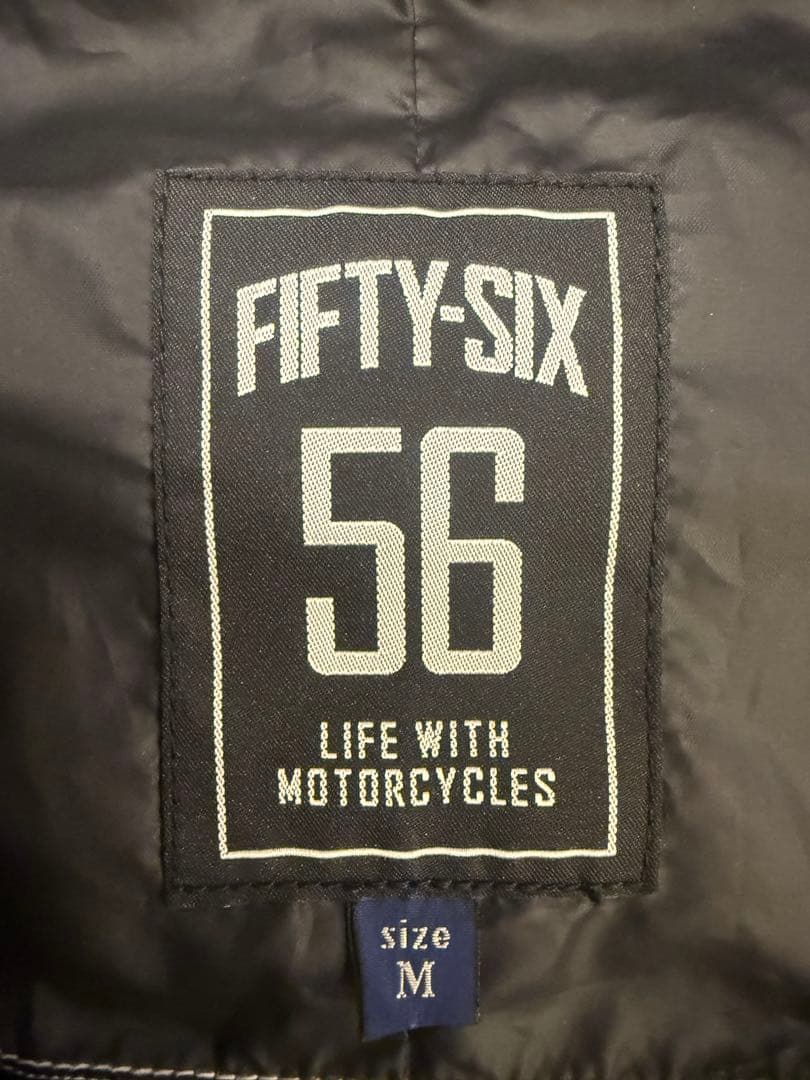 FIFTY-SIX
56
LIFE WITH
MOTORCYCLES
size
M